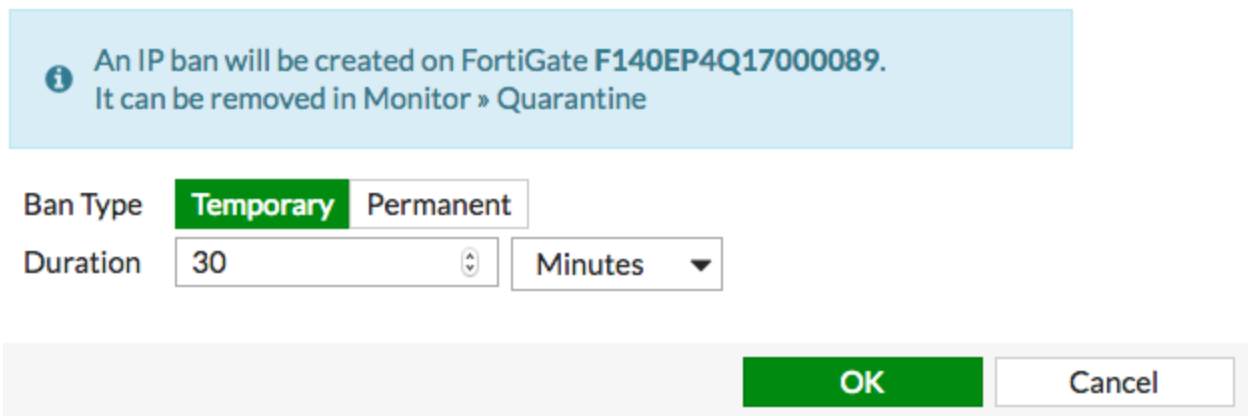 An IP ban will be created on FortiGate F140EP4Q17000089.
It can be removed in Monitor » Quarantine
Ban Type Temporary Permanent
Duration 30 Minutes
OK Cancel